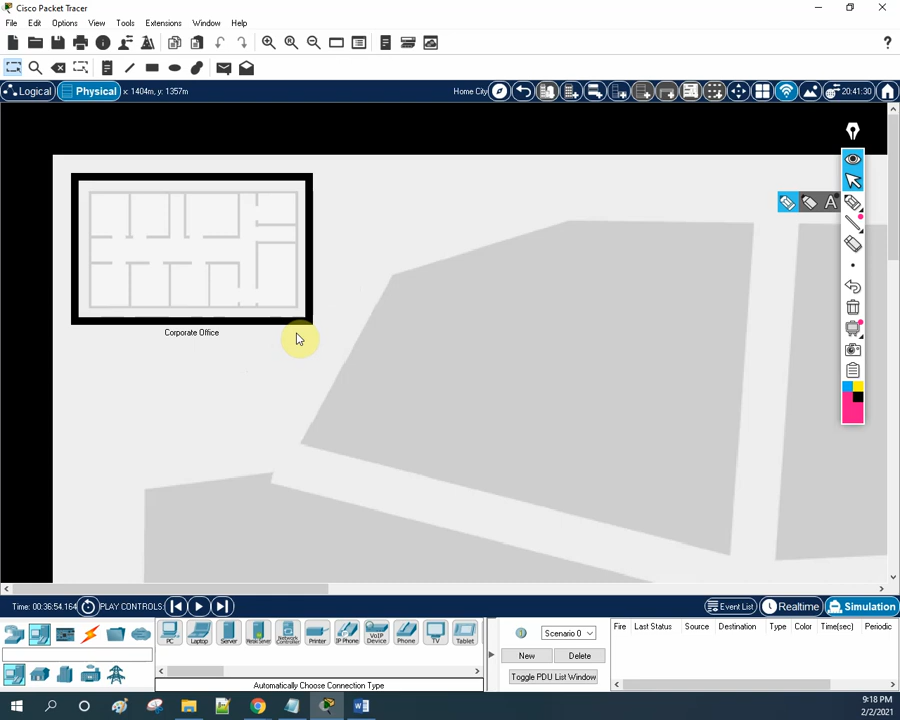 Cisco Packet Tracer
File Edit Options View Tools Extensions Window Help
?
Logical Physical x: 1404m, y: 1357m Home City 20:41:30
A
Corporate Office
Time: 00:36:54.164 PLAY CONTROLS: Event List Realtime Simulation
PC Laptop Server Printer IP Phone VoIP Device Phone TV Tablet
Scenario 0
New Delete
Toggle PDU List Window
Fire Last Status Source Destination Type Color Time(sec) Periodic
Automatically Choose Connection Type
9:18 PM
2/2/2021